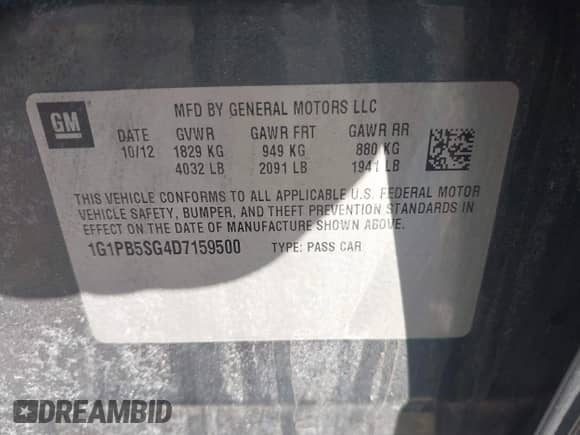 GM
MFD BY GENERAL MOTORS LLC
DATE GVWR GAWR FRT GAWR RR
10/12 1829 KG 949 KG 880 KG
4032 LB 2091 LB 1941 LB
THIS VEHICLE CONFORMS TO ALL APPLICABLE U.S. FEDERAL MOTOR
VEHICLE SAFETY, BUMPER, AND THEFT PREVENTION STANDARDS IN
EFFECT ON THE DATE OF MANUFACTURE SHOWN ABOVE.
1G1PB5SG4D7159500 TYPE: PASS CAR
DREAMBID